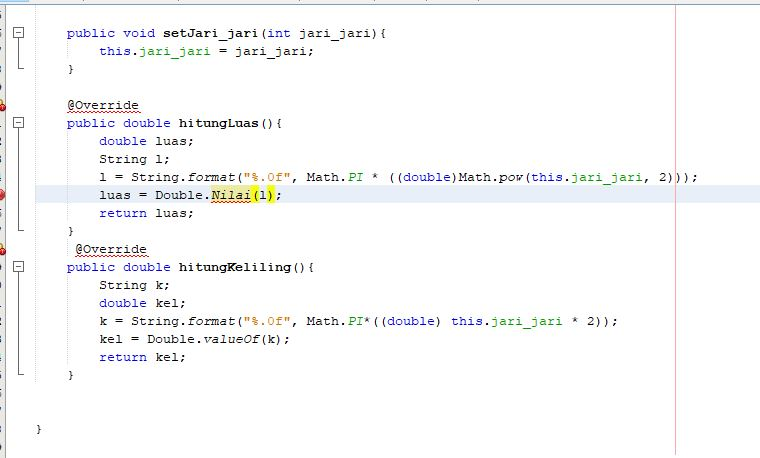 public void setJari_jari(int jari_jari){
this.jari_jari = jari_jari;
}
@Override
public double hitungLuas(){
double luas;
String l;
l = String.format("%.0f", Math.PI * ((double)Math.pow(this.jari_jari, 2)));
luas = Double.Nilai(l);
return luas;
}
@Override
public double hitungKeliling(){
String k;
double kel;
k = String.format("%.0f", Math.PI*((double) this.jari_jari * 2));
kel = Double.valueOf(k);
return kel;
}
}